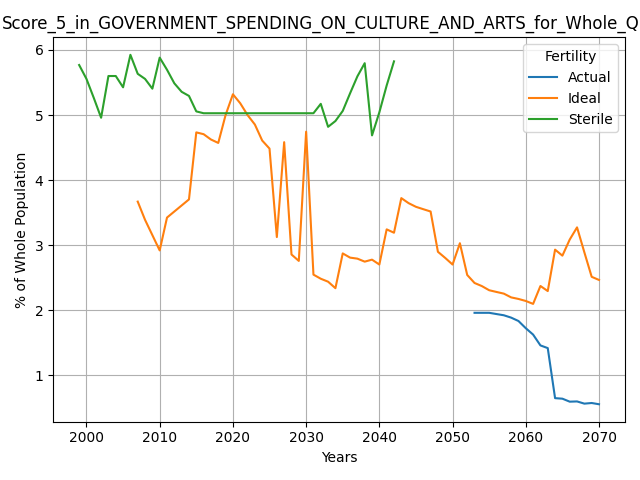 Score_5_in_GOVERNMENT_SPENDING_ON_CULTURE_AND_ARTS_for_Whole_Q
Fertility
Actual
Ideal
Sterile
% of Whole Population
6
5
4
3
2
1
2000 2010 2020 2030 2040 2050 2060 2070
Years